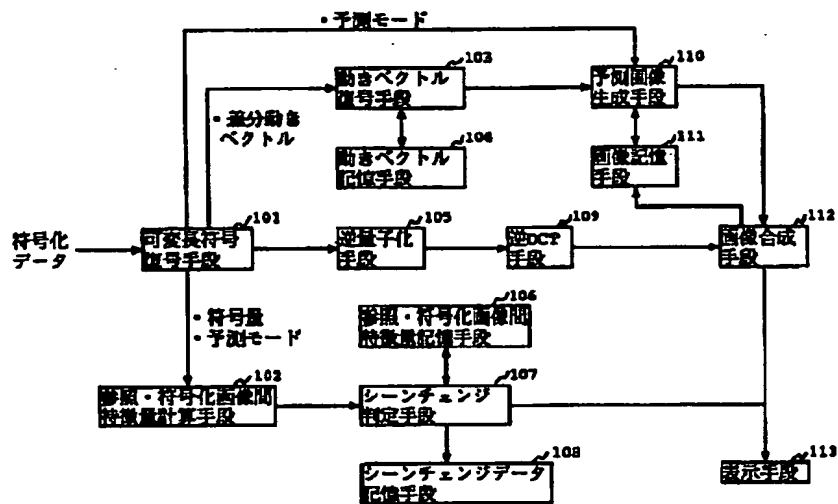 ・予測モード
103
動きベクトル
復号手段
110
予測画像
生成手段
・差分動き
ベクトル
104
動きベクトル
記憶手段
111
画像記憶
手段
符号化
データ
101
可変長符号
復号手段
105
逆量子化
手段
109
逆DCT
手段
112
画像合成
手段
・符号量
・予測モード
106
参照・符号化画像間
特徴量記憶手段
102
参照・符号化画像間
特徴量計算手段
107
シーンチェンジ
判定手段
108
シーンチェンジデータ
記憶手段
113
表示手段